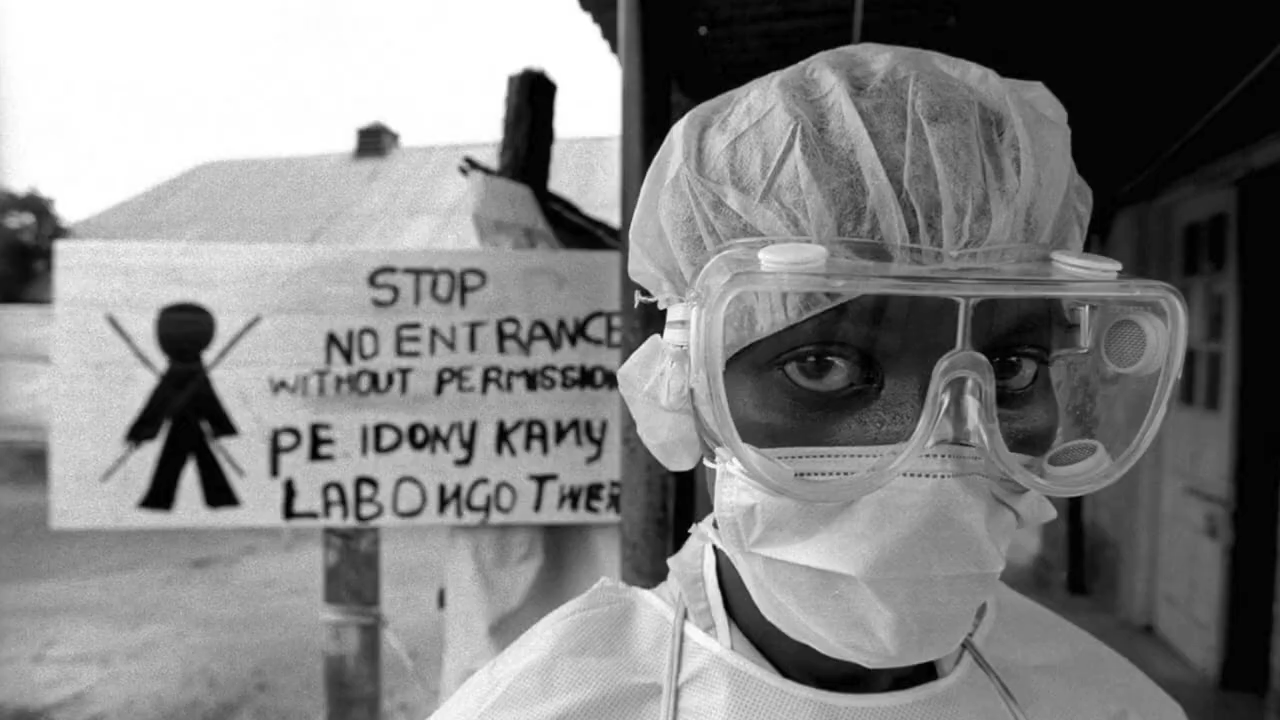 STOP
NO ENTRANCE
WITHOUT PERMISSION
PE IDONY KANY
LABONGO TWER